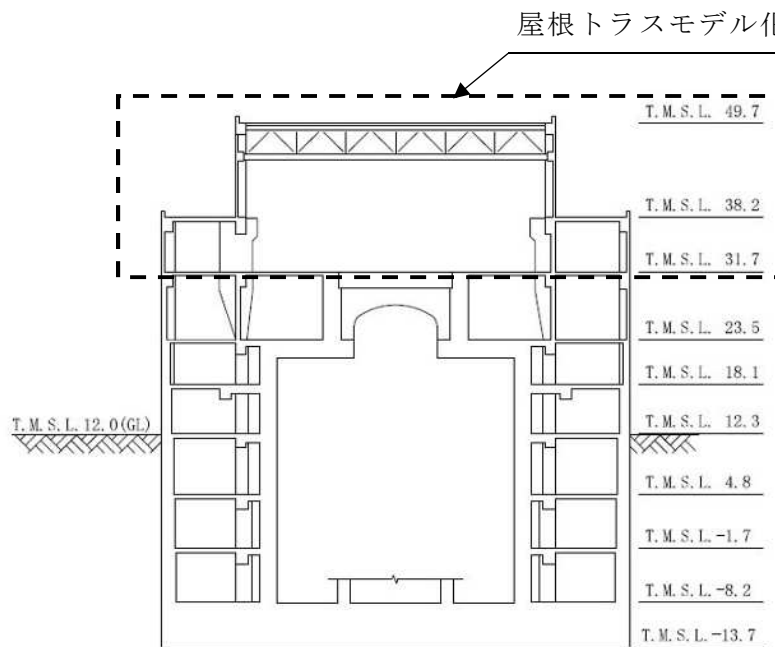 屋根トラスモデル化
T.M.S.L. 49.7
T.M.S.L. 38.2
T.M.S.L. 31.7
T.M.S.L. 23.5
T.M.S.L. 18.1
T.M.S.L.12.0(GL)
T.M.S.L. 12.3
T.M.S.L. 4.8
T.M.S.L.-1.7
T.M.S.L.-8.2
T.M.S.L.-13.7